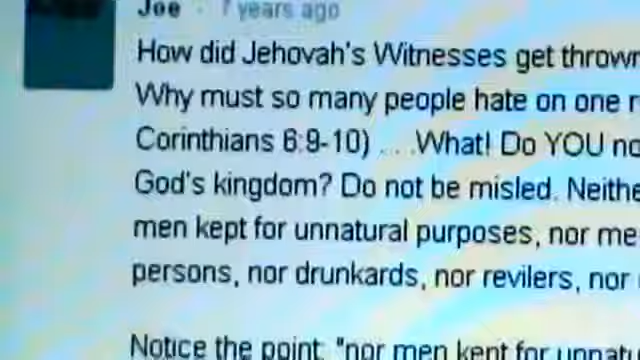 Joe · 7 years ago
How did Jehovah's Witnesses get thrown
Why must so many people hate on one
Corinthians 6:9-10) ... .What! Do YOU
God's kingdom? Do not be misled. Neithe
men kept for unnatural purposes, nor me
persons, nor drunkards, nor revilers, nor
Notice the point: "nor men kept for unnatu